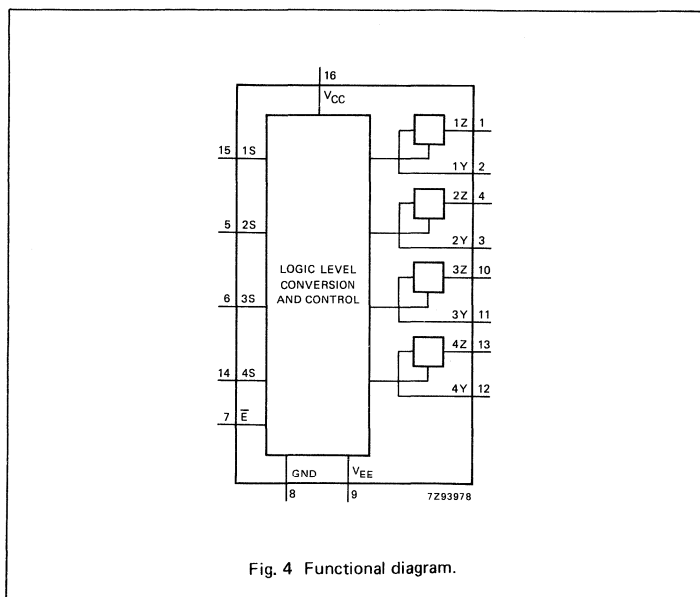 16
VCC
1Z 1
15 1S
1Y 2
2Z 4
5 2S
2Y 3
LOGIC LEVEL
CONVERSION
AND CONTROL
3Z 10
6 3S
3Y 11
4Z 13
14 4S
4Y 12
7 E̅
GND
VEE
8
9
7Z93978
Fig. 4 Functional diagram.